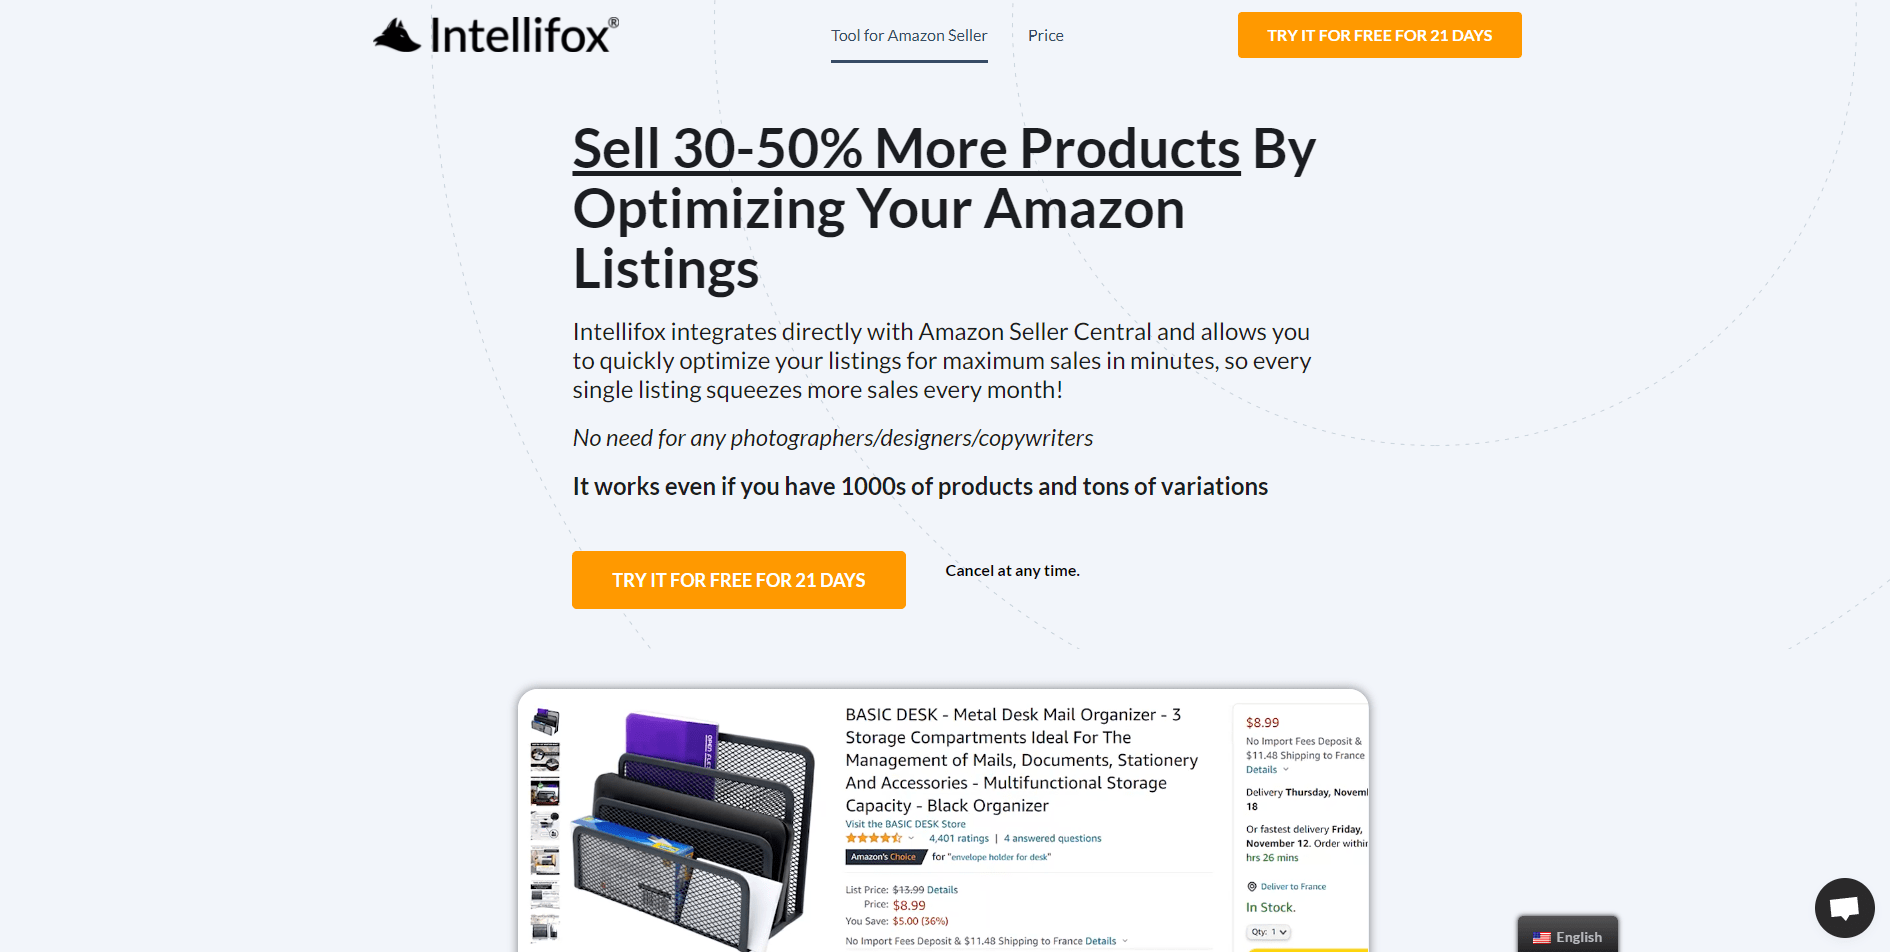 Intellifox®
Tool for Amazon Seller
Price
TRY IT FOR FREE FOR 21 DAYS
Sell 30-50% More Products By
Optimizing Your Amazon
Listings
Intellifox integrates directly with Amazon Seller Central and allows you
to quickly optimize your listings for maximum sales in minutes, so every
single listing squeezes more sales every month!
No need for any photographers/designers/copywriters
It works even if you have 1000s of products and tons of variations
TRY IT FOR FREE FOR 21 DAYS
Cancel at any time.
BASIC DESK - Metal Desk Mail Organizer - 3
Storage Compartments Ideal For The
Management of Mails, Documents, Stationery
And Accessories - Multifunctional Storage
Capacity - Black Organizer
Visit the BASIC DESK Store
4,401 ratings | 4 answered questions
Amazon's Choice for "envelope holder for desk"
List Price: $13.99 Details
Price: $8.99
You Save: $5.00 (36%)
No Import Fees Deposit & $11.48 Shipping to France Details
$8.99
No Import Fees Deposit &
$11.48 Shipping to France
Details
Delivery Thursday, Novem
18
Or fastest delivery Friday,
November 12. Order within
hrs 26 mins
Deliver to France
In Stock.
Qty: 1
English